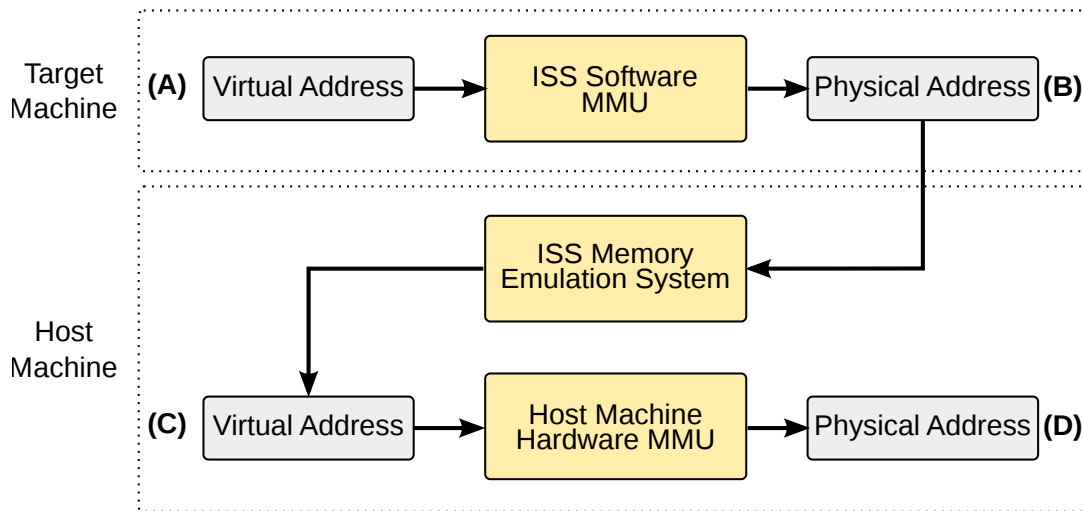 Target
Machine
(A)
Virtual Address
ISS Software
MMU
Physical Address
(B)
ISS Memory
Emulation System
Host
Machine
(C)
Virtual Address
Host Machine
Hardware MMU
Physical Address
(D)